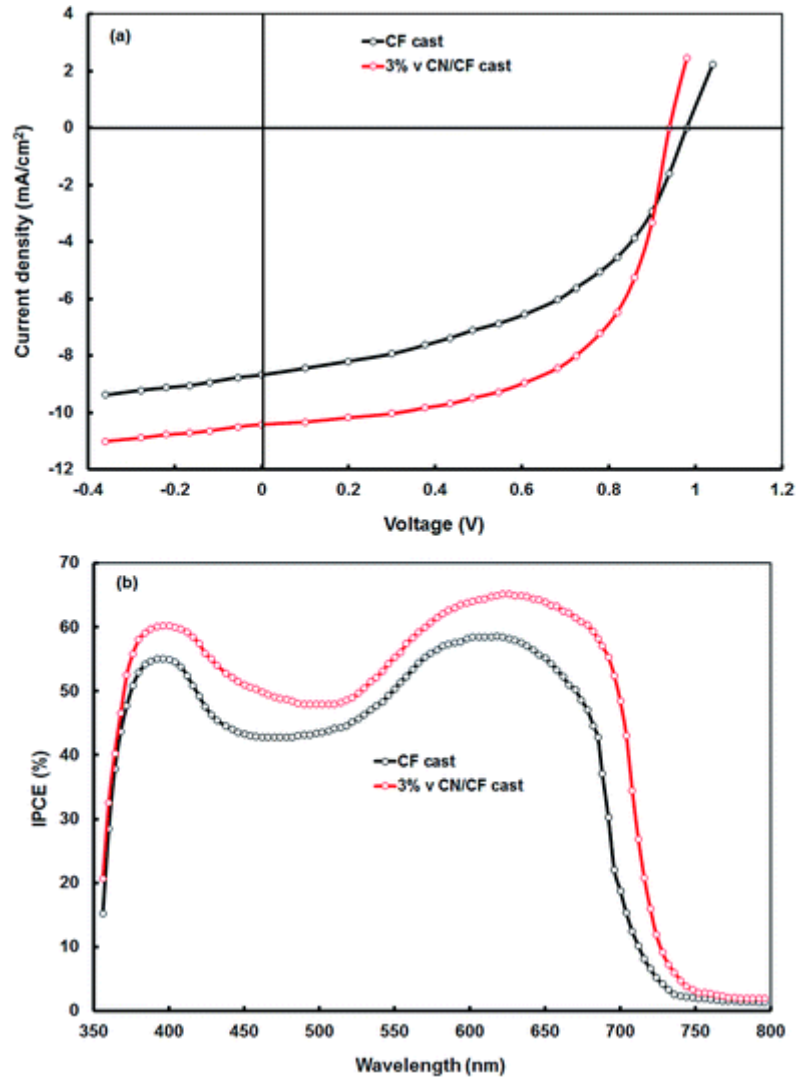 (a)
CF cast
3% v CN/CF cast
4
2
0
-2
-4
-6
-8
-10
-12
Current density (mA/cm²)
-0.4 -0.2 0 0.2 0.4 0.6 0.8 1 1.2
Voltage (V)
(b)
70
60
50
40
30
20
10
0
IPCE (%)
CF cast
3% v CN/CF cast
350 400 450 500 550 600 650 700 750 800
Wavelength (nm)